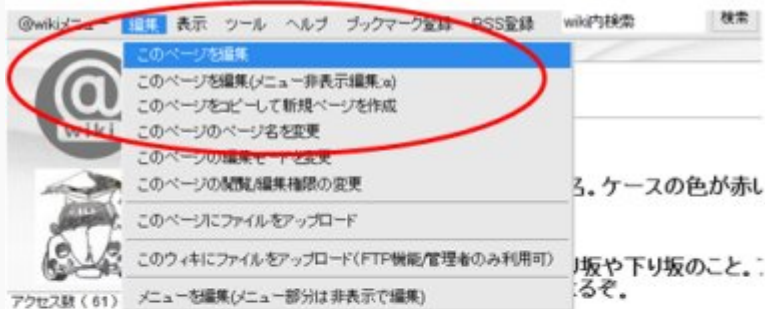 @wikiメニュー 編集 表示 ツール ヘルプ ブックマーク登録 RSS登録 wiki内検索 検索
このページを編集
このページを編集(メニュー非表示編集:α)
このページをコピーして新規ページを作成
このページのページ名を変更
このページの編集モードを変更
このページの閲覧/編集権限の変更
このページにファイルをアップロード
このウィキにファイルをアップロード(FTP機能/管理者のみ利用可)
メニューを編集(メニュー部分は非表示で編集)
@
wiki
アクセス数 ( 61 )
名。ケースの色が赤い
り坂や下り坂のこと。
るぞ。